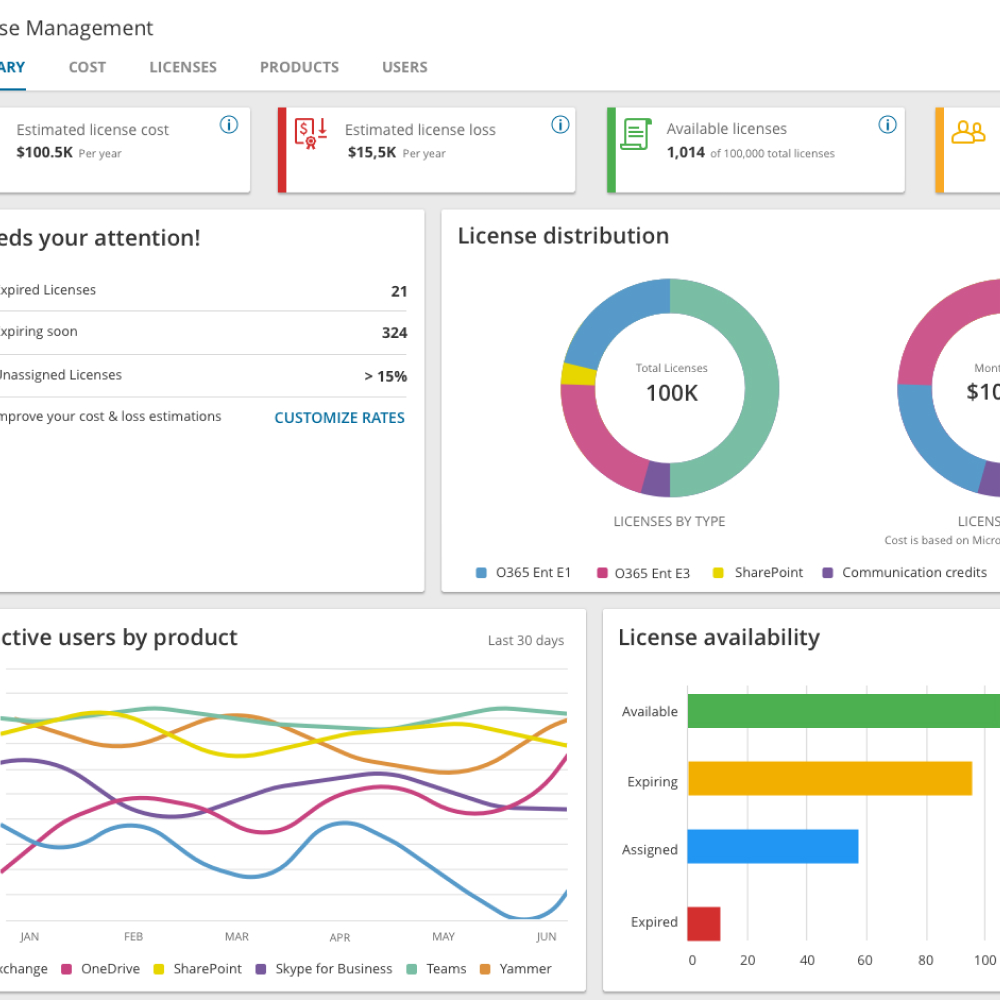 se Management
ARY COST LICENSES PRODUCTS USERS
Estimated license cost
$100.5K Per year
Estimated license loss
$15,5K Per year
Available licenses
1,014 of 100,000 total licenses
eds your attention!
xpired Licenses 21
xpiring soon 324
Unassigned Licenses > 15%
mprove your cost & loss estimations CUSTOMIZE RATES
License distribution
Total Licenses
100K
LICENSES BY TYPE
Mont
$10
LICENS
Cost is based on Micro
O365 Ent E1 O365 Ent E3 SharePoint Communication credits
ctive users by product Last 30 days
JAN FEB MAR APR MAY JUN
xchange OneDrive SharePoint Skype for Business Teams Yammer
License availability
Available
Expiring
Assigned
Expired
0 20 40 60 80 100